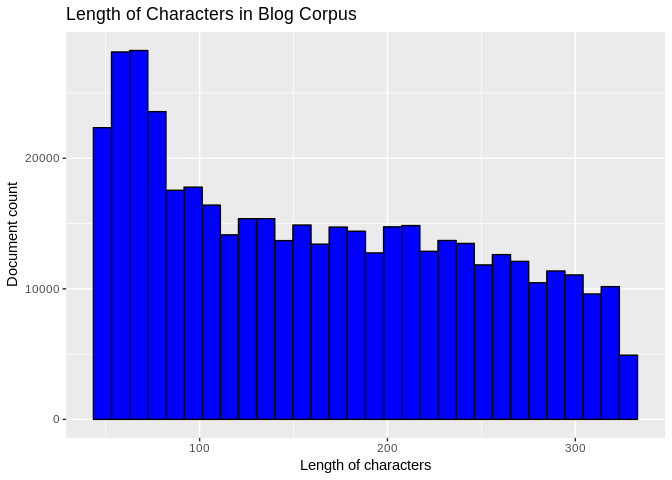 Length of Characters in Blog Corpus
Document count
20000
10000
0
100 200 300
Length of characters